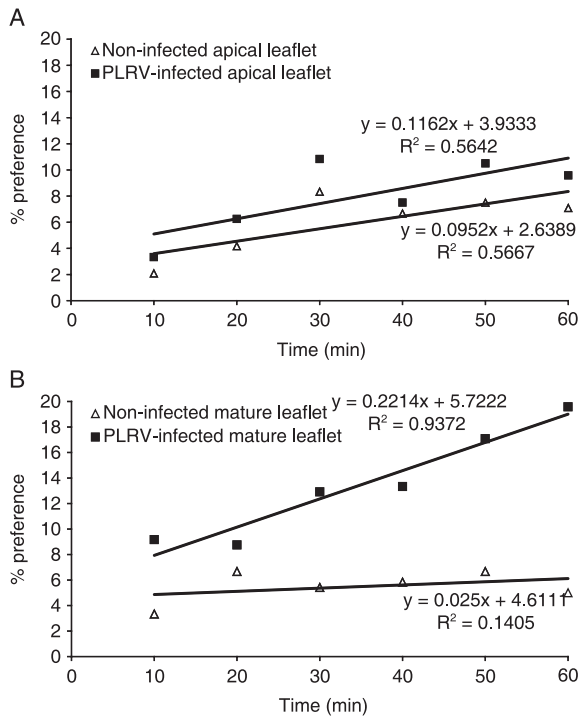 A
△ Non-infected apical leaflet
■ PLRV-infected apical leaflet
% preference
20
18
16
14
12
10
8
6
4
2
0
y = 0.1162x + 3.9333
R² = 0.5642
y = 0.0952x + 2.6389
R² = 0.5667
0 10 20 30 40 50 60
Time (min)
B
△ Non-infected mature leaflet
■ PLRV-infected mature leaflet
% preference
20
18
16
14
12
10
8
6
4
2
0
y = 0.2214x + 5.7222
R² = 0.9372
y = 0.025x + 4.6111
R² = 0.1405
0 10 20 30 40 50 60
Time (min)